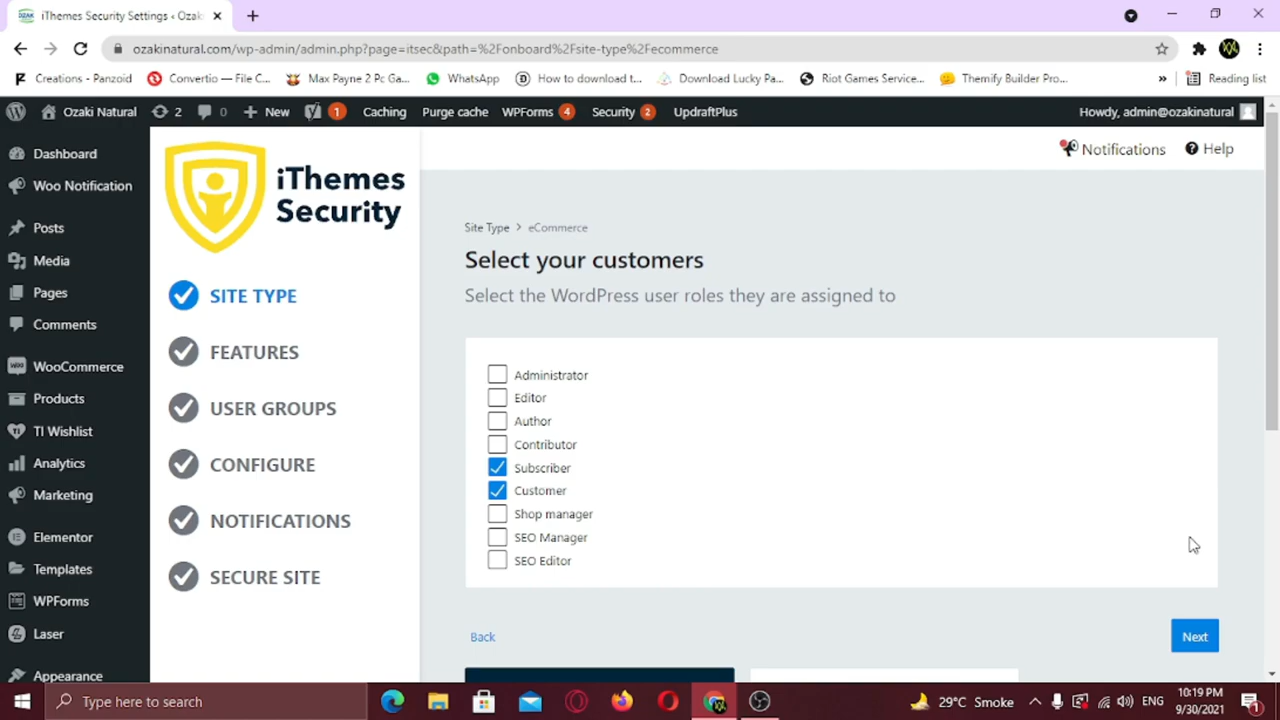 iThemes Security Settings ‹ Ozak
ozakinatural.com/wp-admin/admin.php?page=itsec&path=%2Fonboard%2Fsite-type%2Fecommerce
Creations - Panzoid
Convertio — File C...
Max Payne 2 Pc Ga...
WhatsApp
How to download t...
Download Lucky Pa...
Riot Games Service...
Themify Builder Pro...
»
Reading list
Ozaki Natural
2
0
New
1
Caching
Purge cache
WPForms 4
Security 2
UpdraftPlus
Howdy, admin@ozakinatural
Dashboard
Woo Notification
Posts
Media
Pages
Comments
WooCommerce
Products
TI Wishlist
Analytics
Marketing
Elementor
Templates
WPForms
Laser
Appearance
iThemes
Security
SITE TYPE
FEATURES
USER GROUPS
CONFIGURE
NOTIFICATIONS
SECURE SITE
Notifications
Help
Site Type > eCommerce
Select your customers
Select the WordPress user roles they are assigned to
Administrator
Editor
Author
Contributor
Subscriber
Customer
Shop manager
SEO Manager
SEO Editor
Back
Next
Type here to search
29°C Smoke
ENG
10:19 PM
9/30/2021
1